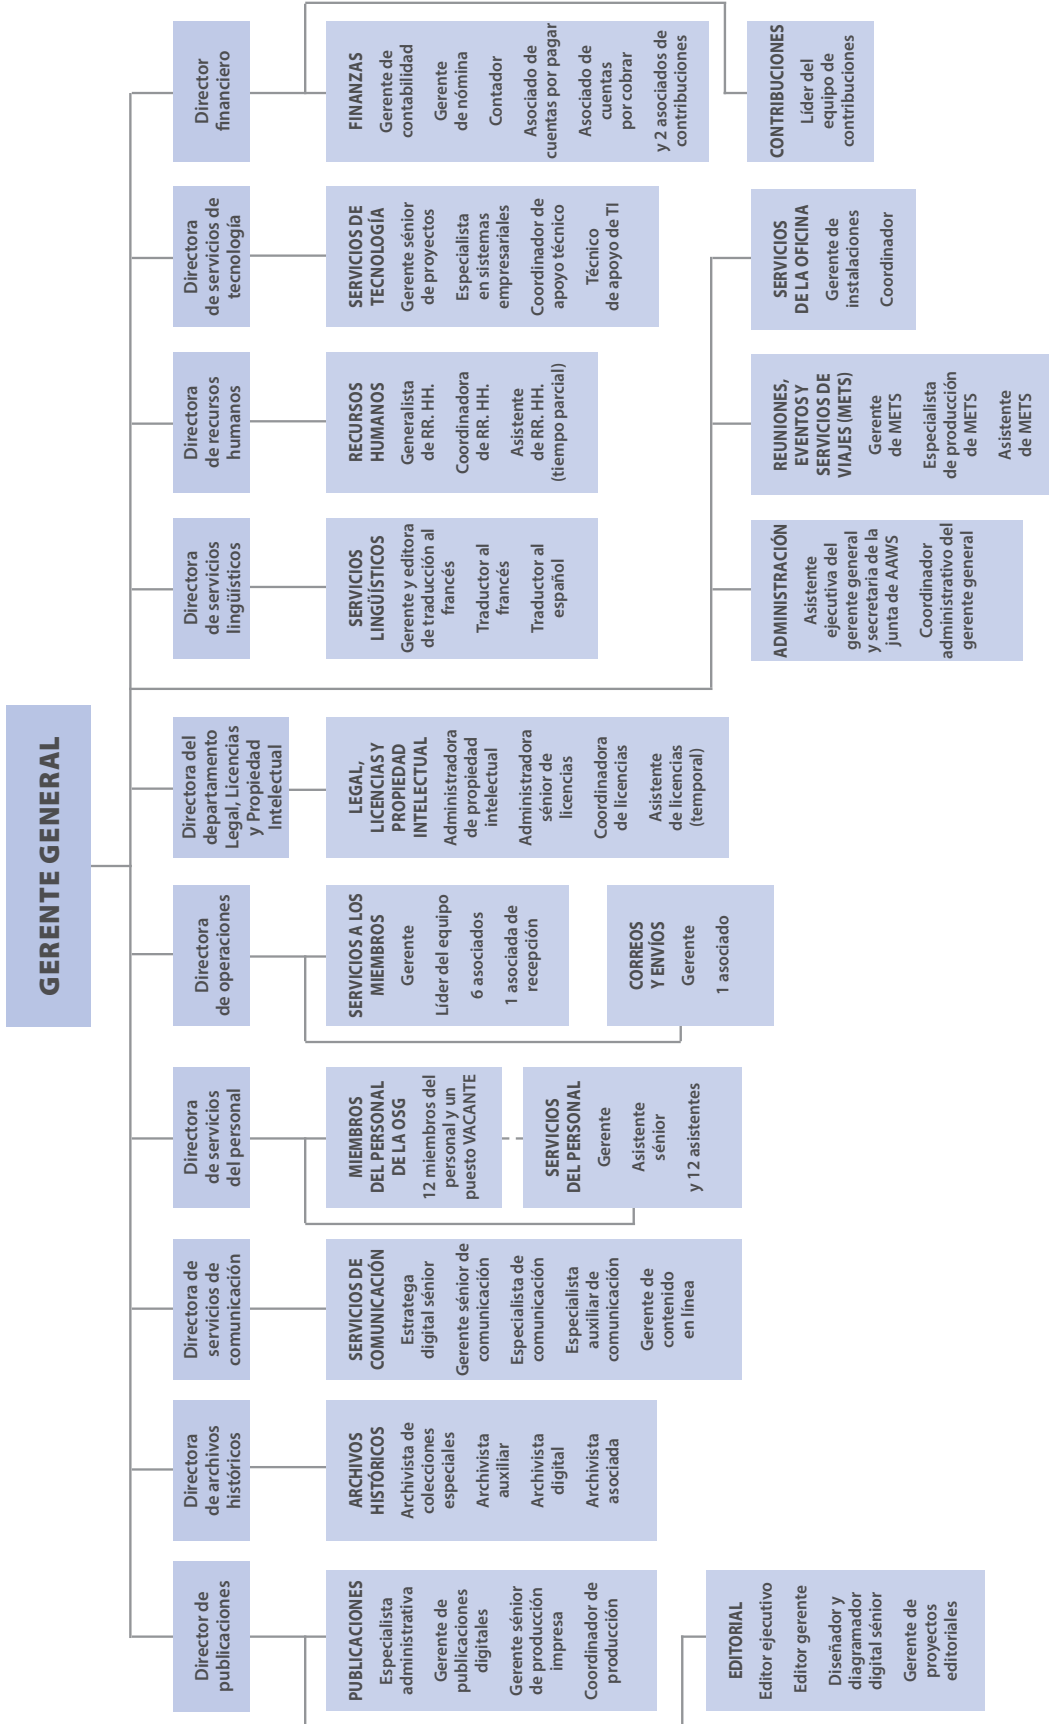 GERENTE GENERAL
Director de
publicaciones
Directora
de archivos
históricos
Directora de
servicios de
comunicación
Directora
de servicios
del personal
Directora
de operaciones
Directora del
departamento
Legal, Licencias
y Propiedad
Intelectual
Directora
de servicios
lingüísticos
Directora
de recursos
humanos
Directora
de servicios de
tecnología
Director
financiero
PUBLICACIONES
Especialista
administrativa
Gerente de
publicaciones
digitales
Gerente sénior
de producción
impresa
Coordinador de
producción
ARCHIVOS
HISTÓRICOS
Archivista de
colecciones
especiales
Archivista
auxiliar
Archivista
digital
Archivista
asociada
SERVICIOS DE
COMUNICACIÓN
Estratega
digital sénior
Gerente sénior de
comunicación
Especialista de
comunicación
Especialista
auxiliar de
comunicación
Gerente de
contenido
en línea
MIEMBROS
DEL PERSONAL
DE LA OSG
12 miembros del
personal y un
puesto VACANTE
SERVICIOS A LOS
MIEMBROS
Gerente
Líder del equipo
6 asociados
1 asociada de
recepción
LEGAL,
LICENCIAS Y
PROPIEDAD
INTELECTUAL
Administradora
de propiedad
intelectual
Administradora
sénior de
licencias
Coordinadora
de licencias
Asistente
de licencias
(temporal)
SERVICIOS
LINGÜÍSTICOS
Gerente y editora
de traducción al
francés
Traductor al
francés
Traductor al
español
RECURSOS
HUMANOS
Generalista
de RR. HH.
Coordinadora
de RR. HH.
Asistente
de RR. HH.
(tiempo parcial)
SERVICIOS DE
TECNOLOGÍA
Gerente sénior
de proyectos
Especialista
en sistemas
empresariales
Coordinador de
apoyo técnico
Técnico
de apoyo de TI
FINANZAS
Gerente de
contabilidad
Gerente
de nómina
Contador
Asociado de
cuentas por pagar
Asociado de
cuentas
por cobrar
y 2 asociados de
contribuciones
EDITORIAL
Editor ejecutivo
Editor gerente
Diseñador y
diagramador
digital sénior
Gerente de
proyectos
editoriales
SERVICIOS
DEL PERSONAL
Gerente
Asistente
sénior
y 12 asistentes
CORREOS
Y ENVÍOS
Gerente
1 asociado
ADMINISTRACIÓN
Asistente
ejecutiva del
gerente general
y secretaria de la
junta de AAWS
Coordinador
administrativo del
gerente general
REUNIONES,
EVENTOS Y
SERVICIOS DE
VIAJES (METS)
Gerente
de METS
Especialista
de producción
de METS
Asistente
de METS
SERVICIOS
DE LA OFICINA
Gerente de
instalaciones
Coordinador
CONTRIBUCIONES
Líder del
equipo de
contribuciones